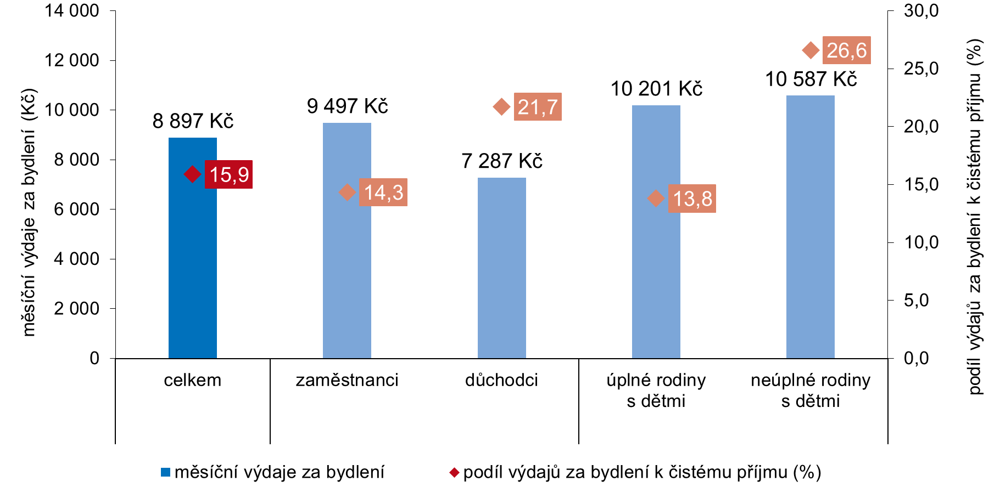 14 000
12 000
10 000
8 000
6 000
4 000
2 000
0
měsíční výdaje za bydlení (Kč)
30,0
25,0
20,0
15,0
10,0
5,0
0,0
podíl výdajů za bydlení k čistému příjmu (%)
8 897 Kč
15,9
9 497 Kč
14,3
7 287 Kč
21,7
10 201 Kč
13,8
10 587 Kč
26,6
celkem
zaměstnanci
důchodci
úplné rodiny
s dětmi
neúplné rodiny
s dětmi
měsíční výdaje za bydlení
podíl výdajů za bydlení k čistému příjmu (%)